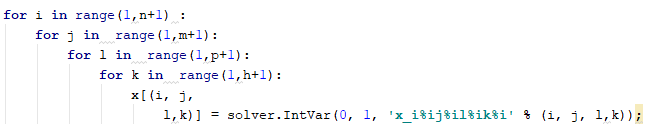 for i in range(1,n+1) :
for j in  range(1,m+1):
for l in  range(1,p+1):
for k in  range(1,h+1):
x[(i, j,
l,k)] = solver.IntVar(0, 1, 'x_i%ij%il%ik%i' % (i, j, l,k));